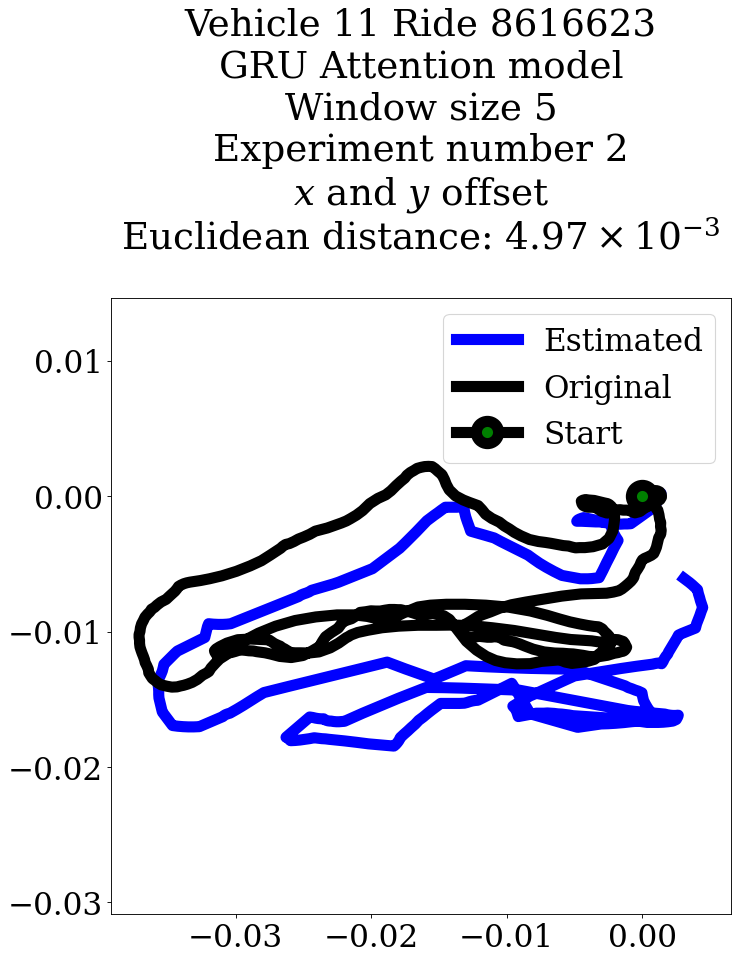 Vehicle 11 Ride 8616623
GRU Attention model
Window size 5
Experiment number 2
x and y offset
Euclidean distance: 4.97 × 10⁻³
Estimated
Original
Start
0.01
0.00
−0.01
−0.02
−0.03
−0.03 −0.02 −0.01 0.00